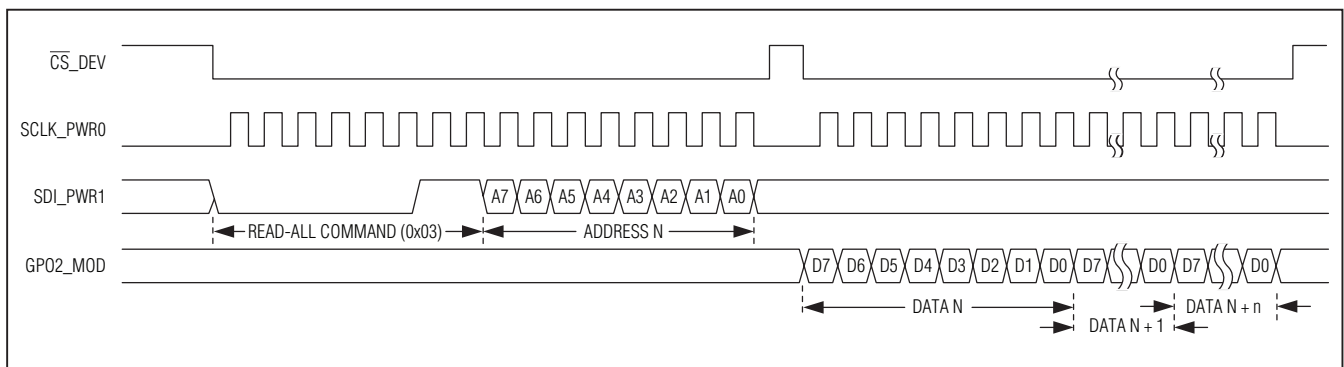 C̅S̅_DEV
SCLK_PWR0
SDI_PWR1
A7 A6 A5 A4 A3 A2 A1 A0
READ-ALL COMMAND (0x03) ADDRESS N
GPO2_MOD
D7 D6 D5 D4 D3 D2 D1 D0 D7 D0 D7 D0
DATA N
DATA N + n
DATA N + 1